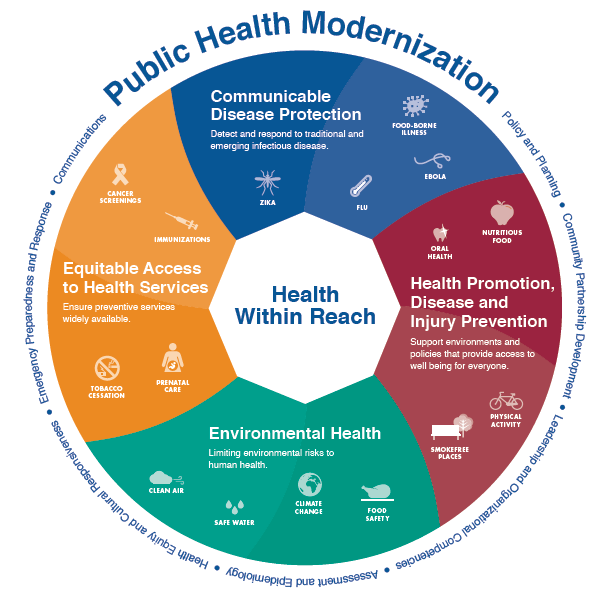 Public Health Modernization
Communicable
Disease Protection
Detect and respond to traditional and
emerging infectious disease.
ZIKA
FLU
FOOD-BORNE
ILLNESS
EBOLA
Health Promotion,
Disease and
Injury Prevention
Support environments and
policies that provide access to
well being for everyone.
ORAL
HEALTH
NUTRITIOUS
FOOD
PHYSICAL
ACTIVITY
SMOKEFREE
PLACES
Environmental Health
Limiting environmental risks to
human health.
CLEAN AIR
SAFE WATER
CLIMATE
CHANGE
FOOD
SAFETY
Equitable Access
to Health Services
Ensure preventive services
widely available.
CANCER
SCREENINGS
IMMUNIZATIONS
TOBACCO
CESSATION
PRENATAL
CARE
Health
Within Reach
Policy and Planning • Community Partnership Development • Leadership and Organizational Competencies • Assessment and Epidemiology • Health Equity and Cultural Responsiveness • Emergency Preparedness and Response • Communications